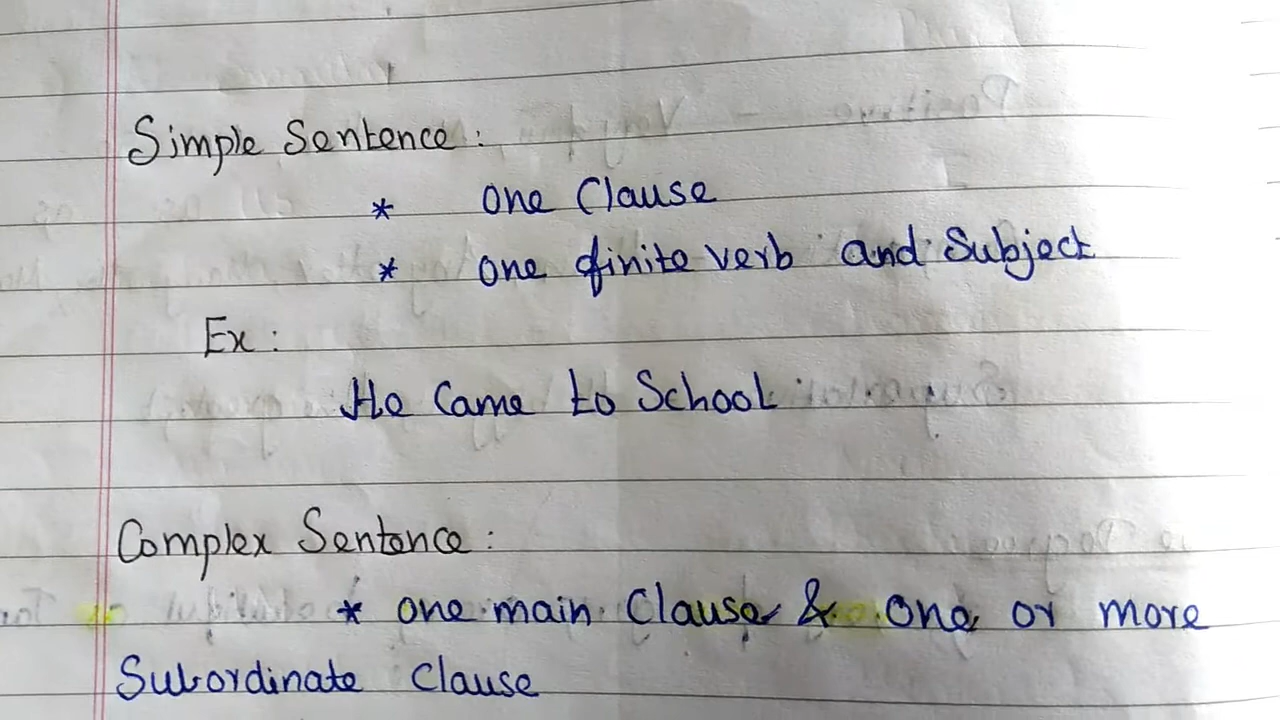 Simple Sentence :
* one Clause
* one finite verb and Subject
Ex :
He Came to School
Complex Sentence :
* one main Clause & one or more
Subordinate Clause